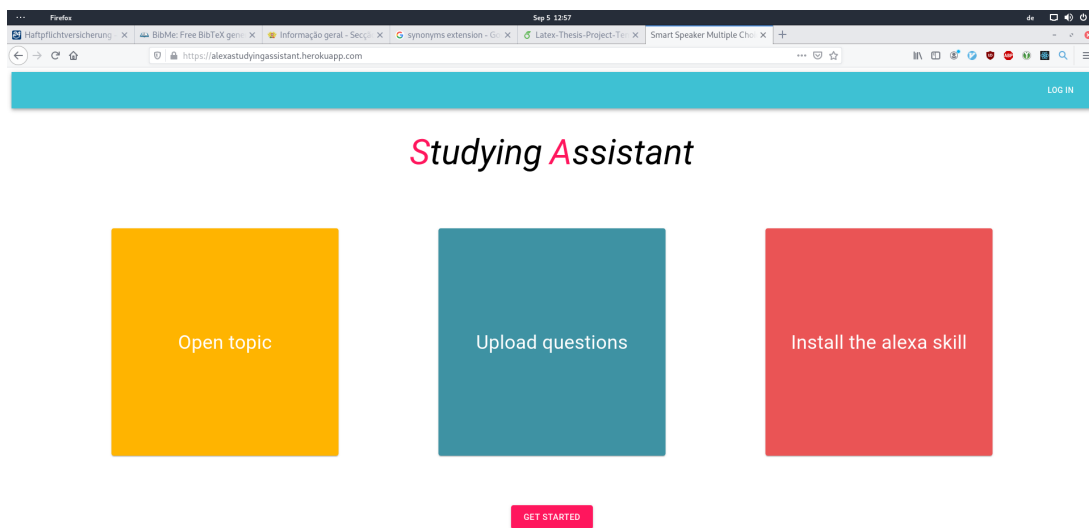 ··· Firefox Sep 5 12:57 de
Haftpflichtversicherung BibMe: Free BibTeX gene Informação geral - Secçã synonyms extension - Go Latex-Thesis-Project-Te Smart Speaker Multiple Cho
https://alexastudyingassistant.herokuapp.com
LOG IN
Studying Assistant
Open topic Upload questions Install the alexa skill
GET STARTED